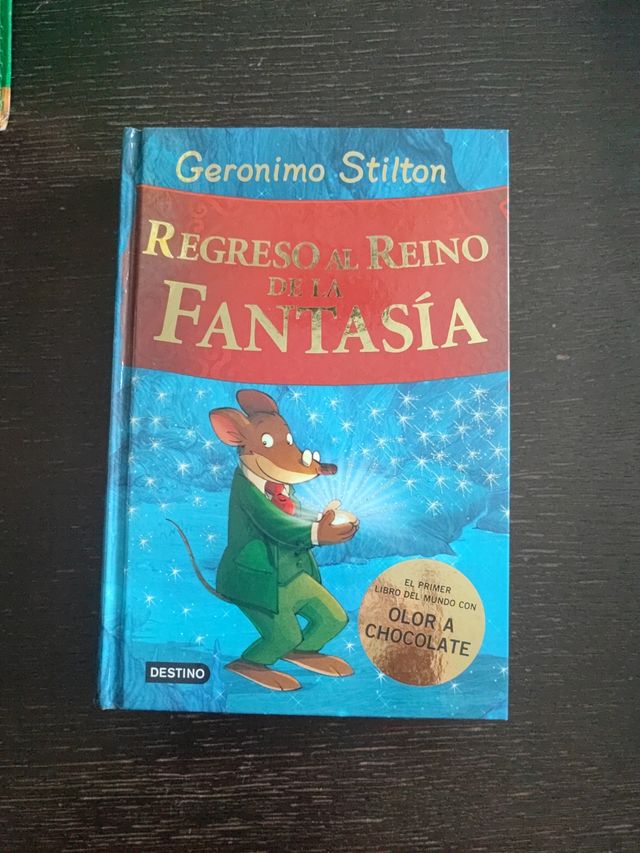 Geronimo Stilton
REGRESO AL REINO
DE LA
FANTASÍA
EL PRIMER
LIBRO DEL MUNDO CON
OLOR A
CHOCOLATE
DESTINO